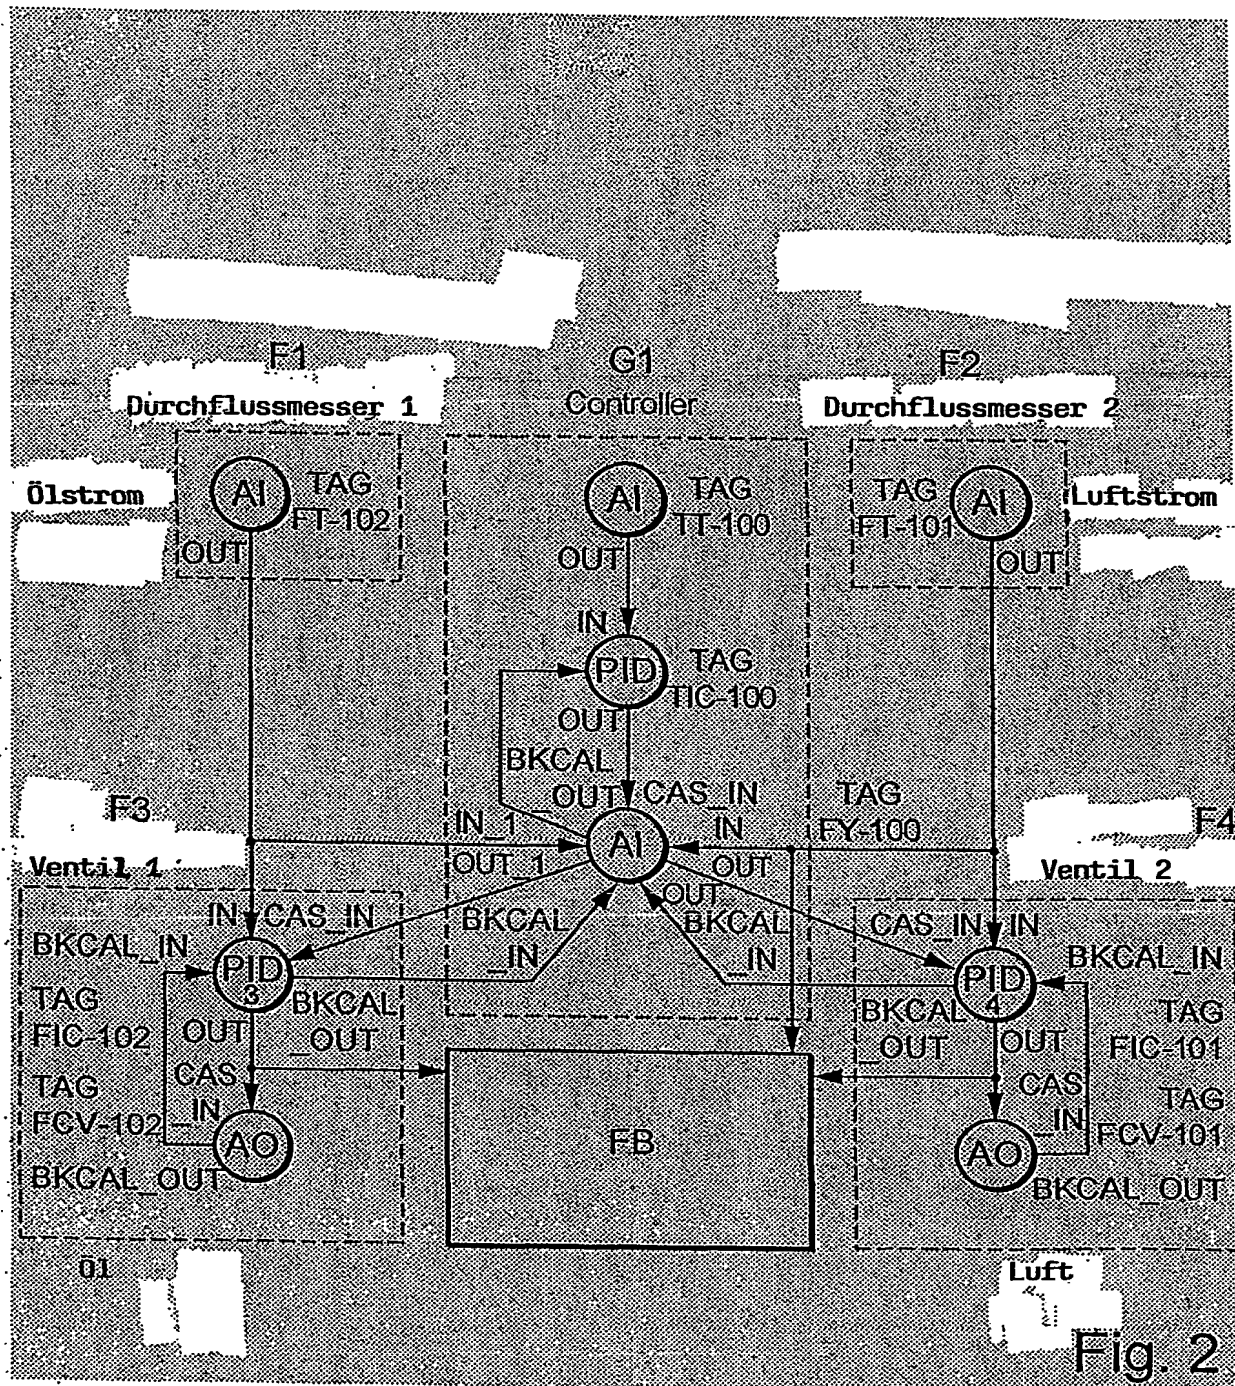 F1
G1
F2
Durchflussmesser 1
Controller
Durchflussmesser 2
Ölstrom
AI
TAG
FT-102
OUT
AI
TAG
TT-100
OUT
TAG
FT-101
AI
OUT
Luftstrom
IN
PID
TAG
TIC-100
OUT
BKCAL
_OUT
CAS_IN
TAG
FY-100
F3
F4
Ventil 1
Ventil 2
IN_1
OUT_1
AI
IN
OUT
OUT
BKCAL
_IN
BKCAL
_IN
IN
CAS_IN
BKCAL_IN
PID
3
TAG
FIC-102
OUT
BKCAL
_OUT
TAG
FCV-102
CAS
_IN
AO
BKCAL_OUT
FB
CAS_IN
IN
BKCAL_IN
PID
4
BKCAL
_OUT
OUT
TAG
FIC-101
CAS
_IN
TAG
FCV-101
AO
BKCAL_OUT
Öl
Luft
Fig. 2